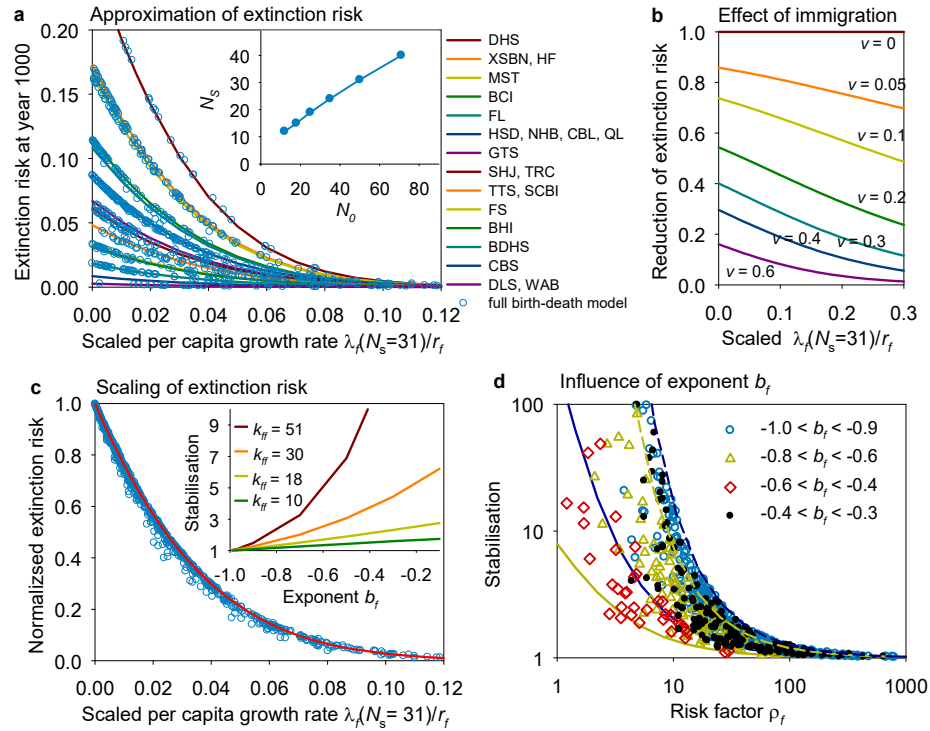 a Approximation of extinction risk
Extinction risk at year 1000
0.20
0.15
0.10
0.05
0.00
0.00 0.02 0.04 0.06 0.08 0.10 0.12
Scaled per capita growth rate λf(Ns=31)/rf
NS
50
40
30
20
10
0
0 20 40 60 80
N0
DHS
XSBN, HF
MST
BCI
FL
HSD, NHB, CBL, QL
GTS
SHJ, TRC
TTS, SCBI
FS
BHI
BDHS
CBS
DLS, WAB
full birth-death model
b Effect of immigration
Reduction of extinction risk
1.0
0.8
0.6
0.4
0.2
0.0
v = 0
v = 0.05
v = 0.1
v = 0.2
v = 0.3
v = 0.4
v = 0.6
0.0 0.1 0.2 0.3
Scaled λf(Ns=31)/rf
c Scaling of extinction risk
Normalizsed extinction risk
1.0
0.8
0.6
0.4
0.2
0.0
0.00 0.02 0.04 0.06 0.08 0.10 0.12
Scaled per capita growth rate λf(Ns= 31)/rf
Stabilisation
9
7
5
3
1
kff = 51
kff = 30
kff = 18
kff = 10
-1.0 -0.8 -0.6 -0.4 -0.2
Exponent bf
d Influence of exponent bf
Stabilisation
100
10
1
-1.0 < bf < -0.9
-0.8 < bf < -0.6
-0.6 < bf < -0.4
-0.4 < bf < -0.3
1 10 100 1000
Risk factor ρf